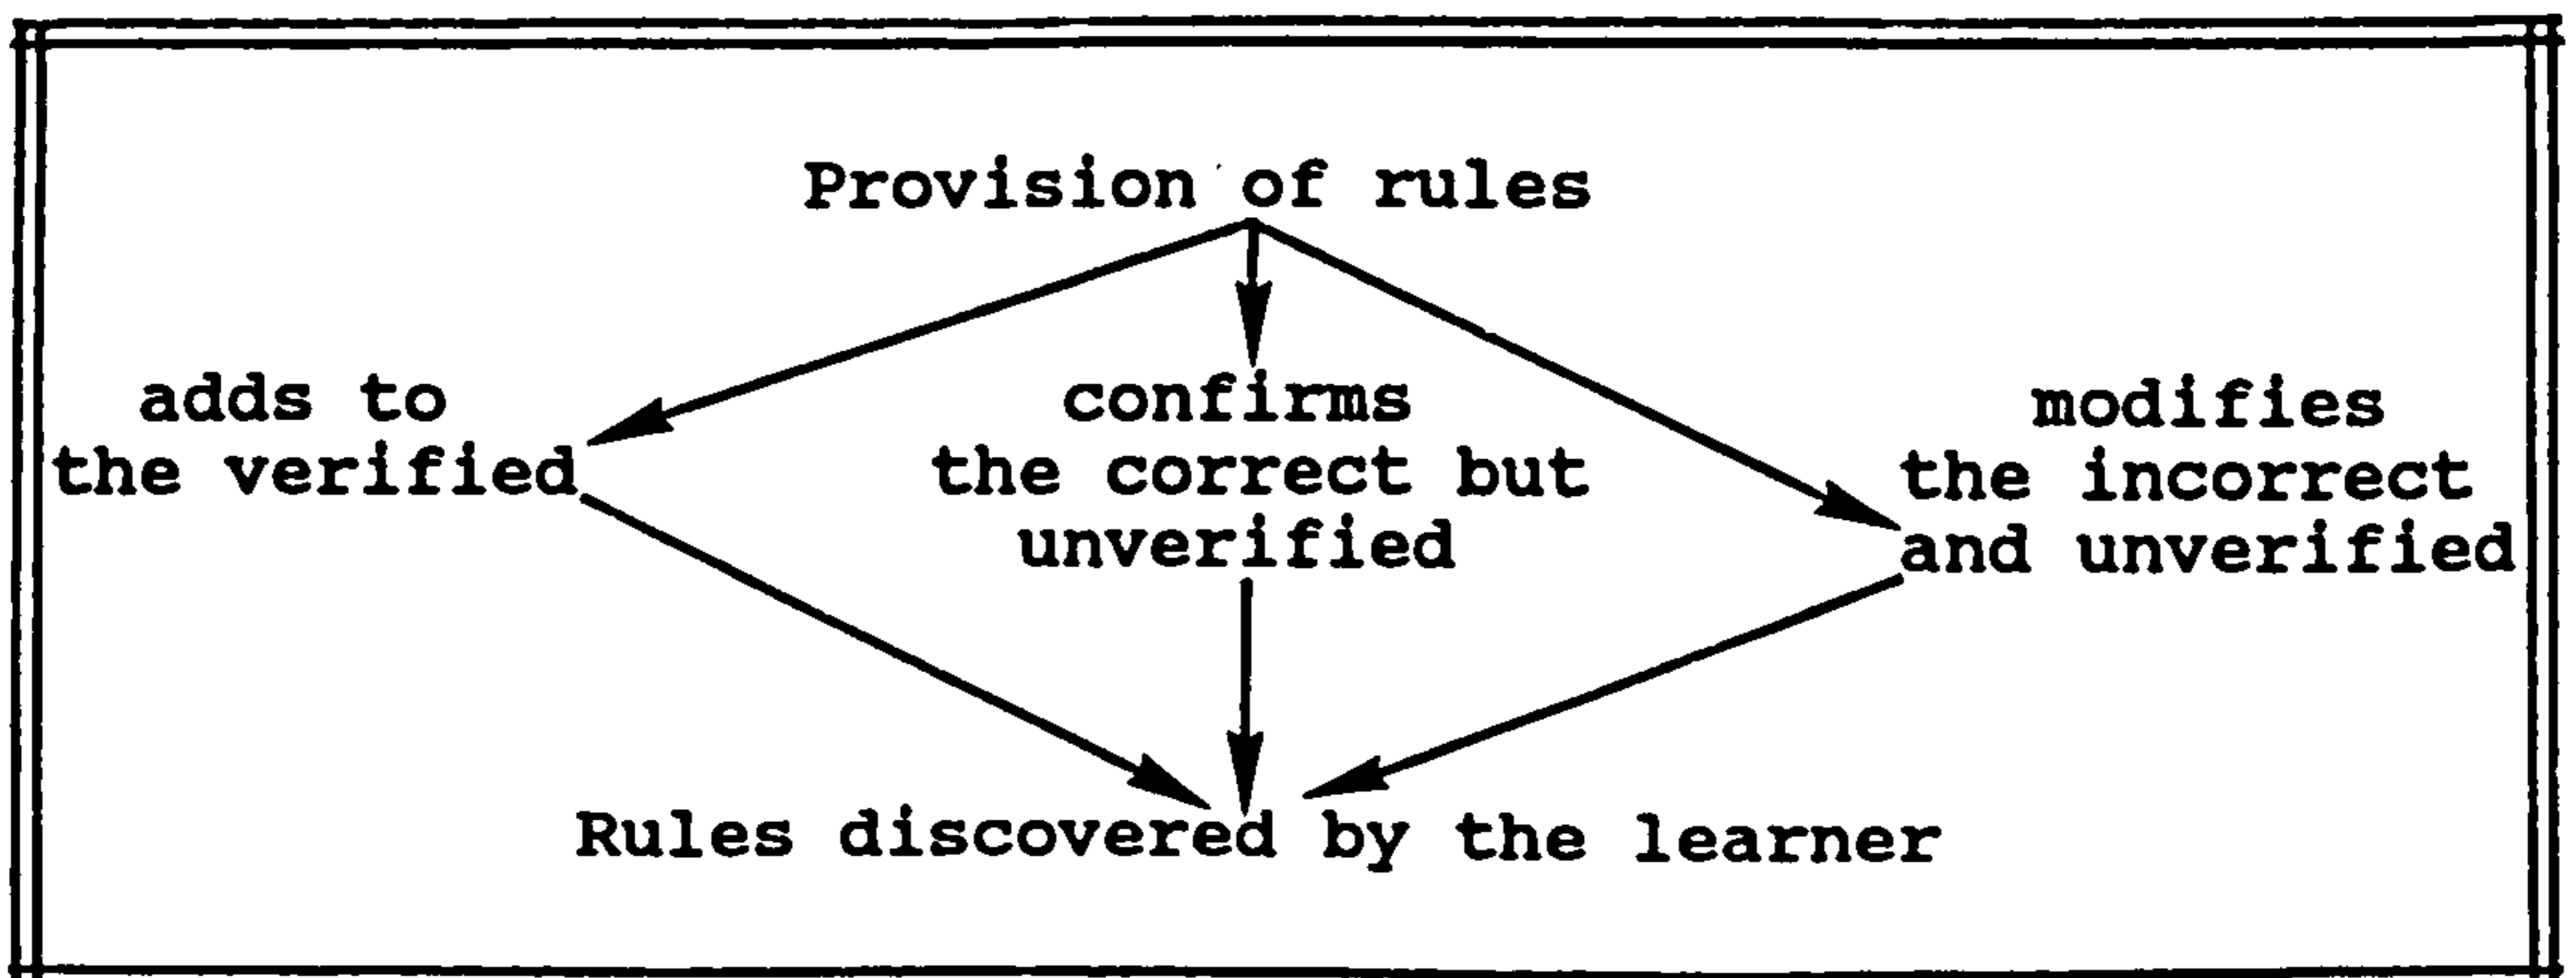 Provision of rules
adds to
the verified
confirms
the correct but
unverified
modifies
the incorrect
and unverified
Rules discovered by the learner